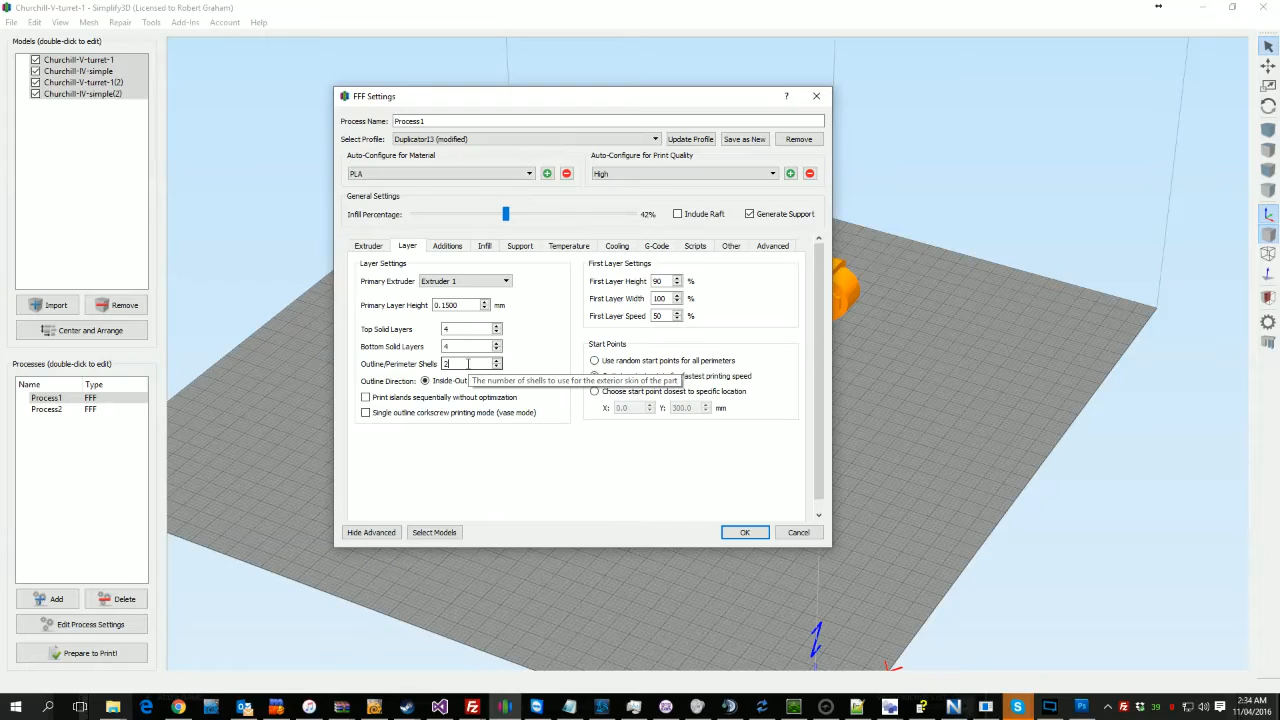 Churchill-V-turret-1 - Simplify3D (Licensed to Robert Graham)
File Edit View Mesh Repair Tools Add-Ins Account Help
Models (double-click to edit)
Churchill-V-turret-1
Churchill-IV-simple
Churchill-V-turret-1(2)
Churchill-IV-simple(2)
Import Remove
Center and Arrange
Processes (double-click to edit)
Name Type
Process1 FFF
Process2 FFF
Add Delete
Edit Process Settings
Prepare to Print!
FFF Settings
Process Name: Process1
Select Profile: Duplicator13 (modified) Update Profile Save as New Remove
Auto-Configure for Material Auto-Configure for Print Quality
PLA High
General Settings
Infill Percentage: 42% Include Raft Generate Support
Extruder Layer Additions Infill Support Temperature Cooling G-Code Scripts Other Advanced
Layer Settings
Primary Extruder Extruder 1
Primary Layer Height 0.1500 mm
Top Solid Layers 4
Bottom Solid Layers 4
Outline/Perimeter Shells 2
Outline Direction: Inside-Out
The number of shells to use for the exterior skin of the part
Print islands sequentially without optimization
Single outline corkscrew printing mode (vase mode)
First Layer Settings
First Layer Height 90 %
First Layer Width 100 %
First Layer Speed 50 %
Start Points
Use random start points for all perimeters
fastest printing speed
Choose start point closest to specific location
X: 0.0 Y: 300.0 mm
Hide Advanced Select Models OK Cancel
2:34 AM
11/04/2016